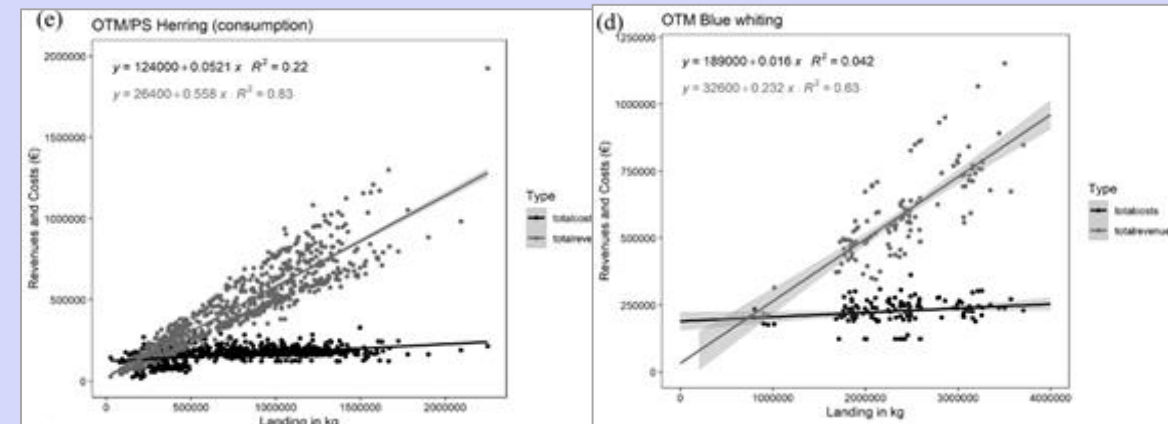 (e) OTM/PS Herring (consumption)
y = 124000 + 0.0521 x R² = 0.22
y = 26400 + 0.558 x R² = 0.83
2000000
1500000
1000000
500000
0
Revenues and Costs (€)
0 500000 1000000 1500000 2000000
Landing in kg
Type
totalcost
totalreve
(d) OTM Blue whiting
y = 189000 + 0.016 x R² = 0.042
y = 32600 + 0.232 x R² = 0.63
1250000
1000000
750000
500000
250000
0
Revenues and Costs (€)
0 1000000 2000000 3000000 4000000
Landing in kg
Type
totalcosts
totalrevenue